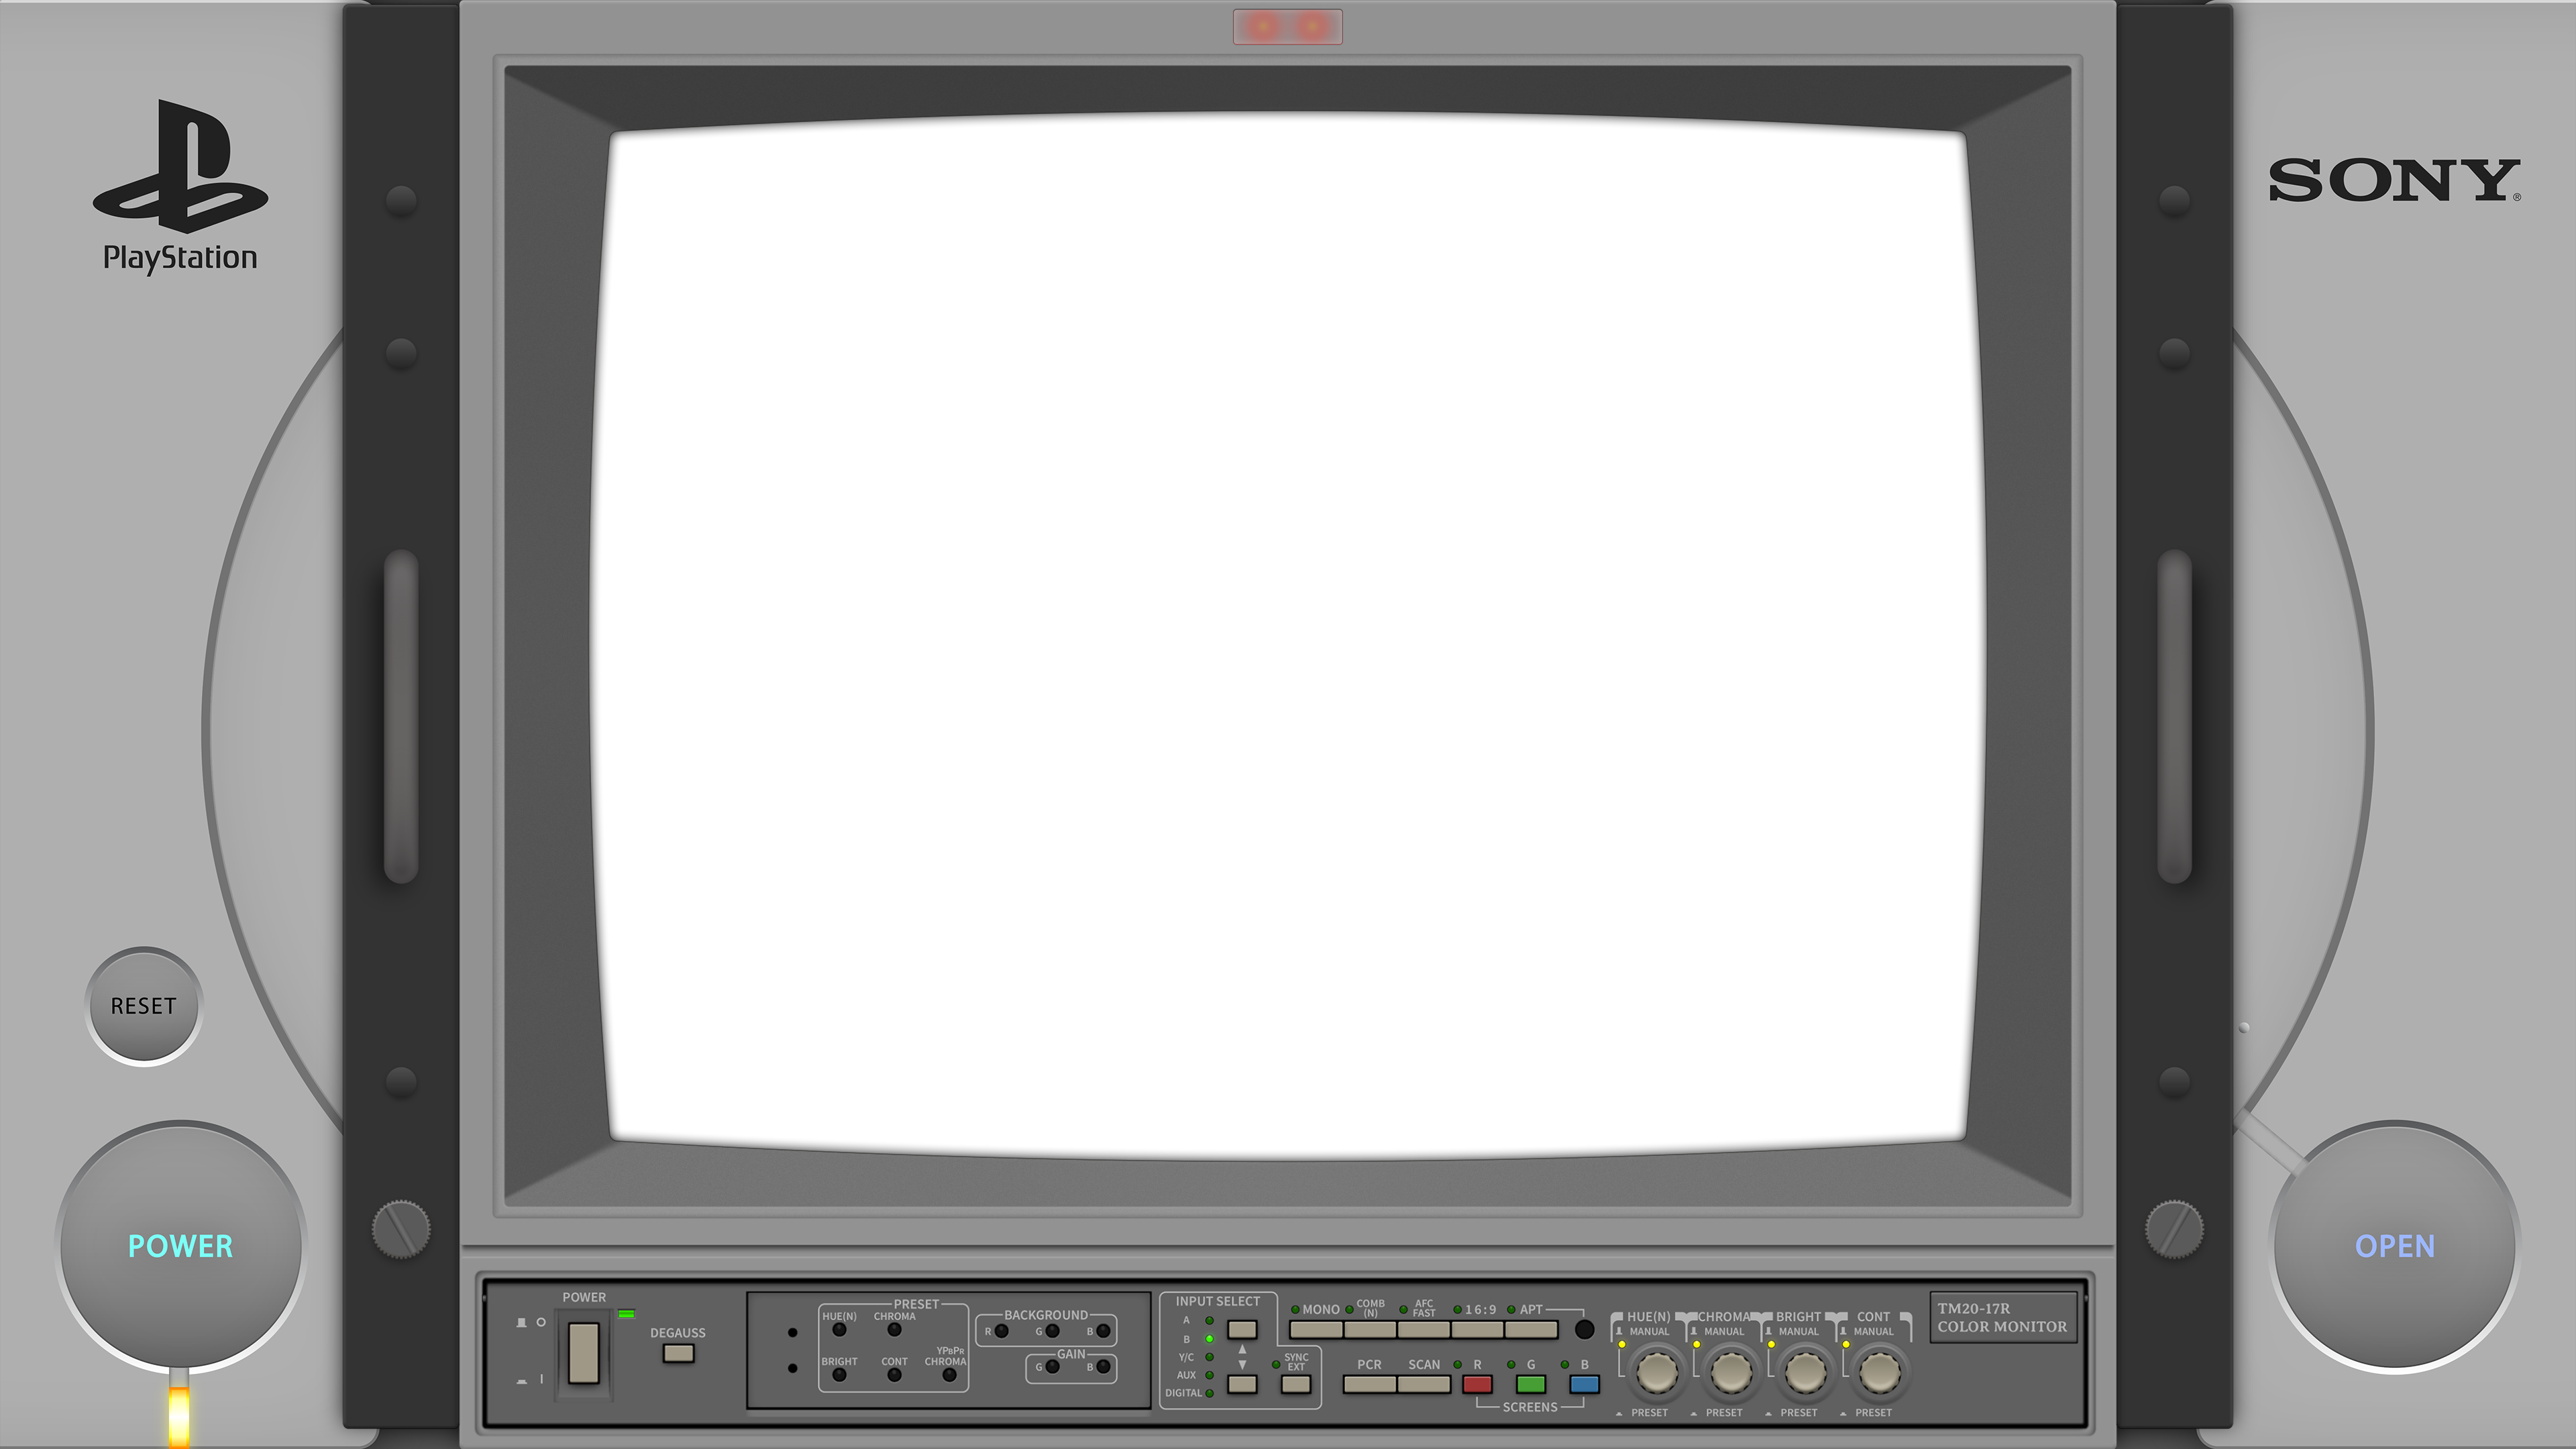 PlayStation
SONY®
RESET
POWER
OPEN
POWER
O
I
DEGAUSS
PRESET
HUE(N)
CHROMA
BRIGHT
CONT
YPBPR
CHROMA
BACKGROUND
R
G
B
GAIN
G
B
INPUT SELECT
A
B
Y/C
AUX
DIGITAL
SYNC
EXT
MONO
COMB
(N)
AFC
FAST
16:9
APT
PCR
SCAN
R
G
B
SCREENS
HUE(N)
MANUAL
PRESET
CHROMA
MANUAL
PRESET
BRIGHT
MANUAL
PRESET
CONT
MANUAL
PRESET
TM20-17R
COLOR MONITOR